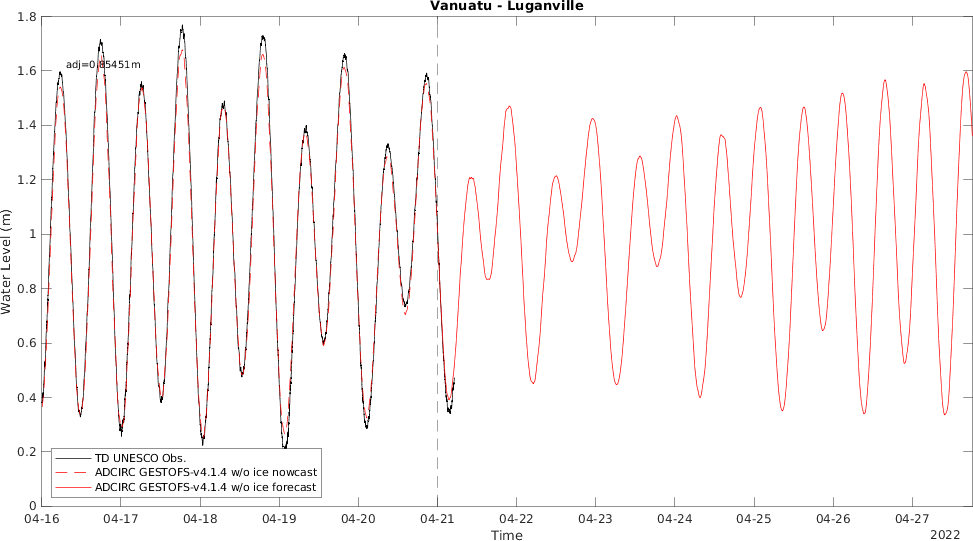 Vanuatu - Luganville
1.8
1.6
1.4
1.2
1
0.8
0.6
0.4
0.2
0
Water Level (m)
adj=0.85451m
TD UNESCO Obs.
ADCIRC GESTOFS-v4.1.4 w/o ice nowcast
ADCIRC GESTOFS-v4.1.4 w/o ice forecast
04-16 04-17 04-18 04-19 04-20 04-21 04-22 04-23 04-24 04-25 04-26 04-27
Time
2022